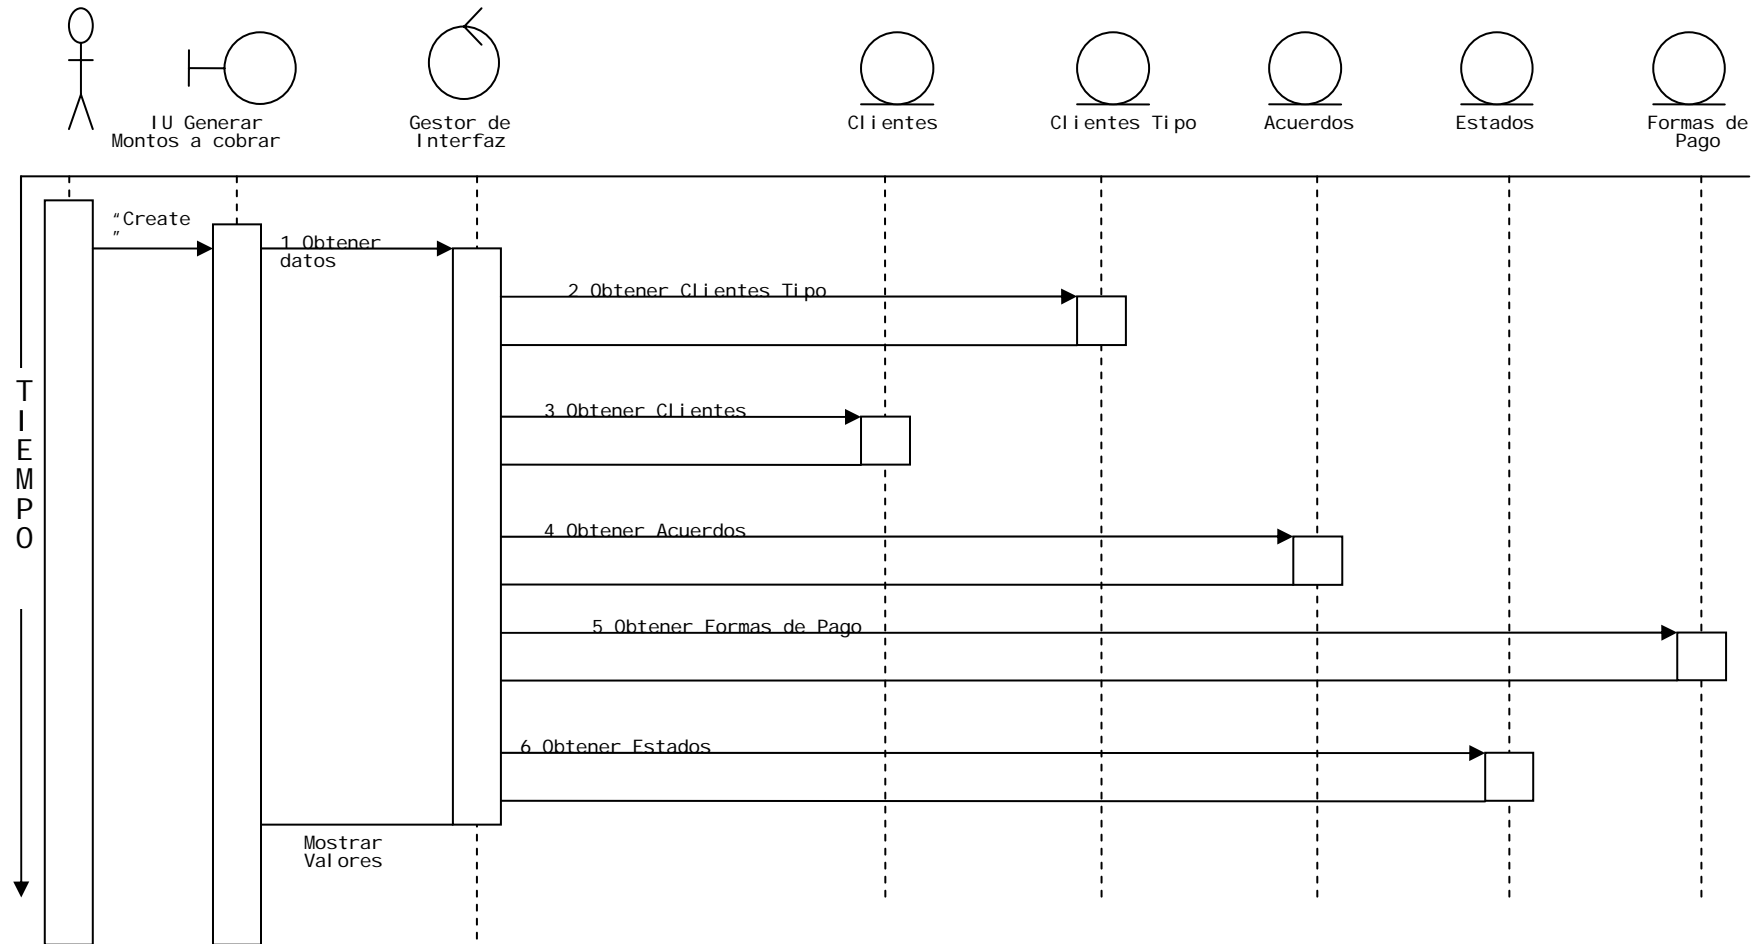 IU Generar
Montos a cobrar
Gestor de
Interfaz
Clientes
Clientes Tipo
Acuerdos
Estados
Formas de
Pago
“Create
”
1 Obtener
datos
2 Obtener Clientes Tipo
3 Obtener Clientes
TIEMPO
4 Obtener Acuerdos
5 Obtener Formas de Pago
6 Obtener Estados
Mostrar
Valores